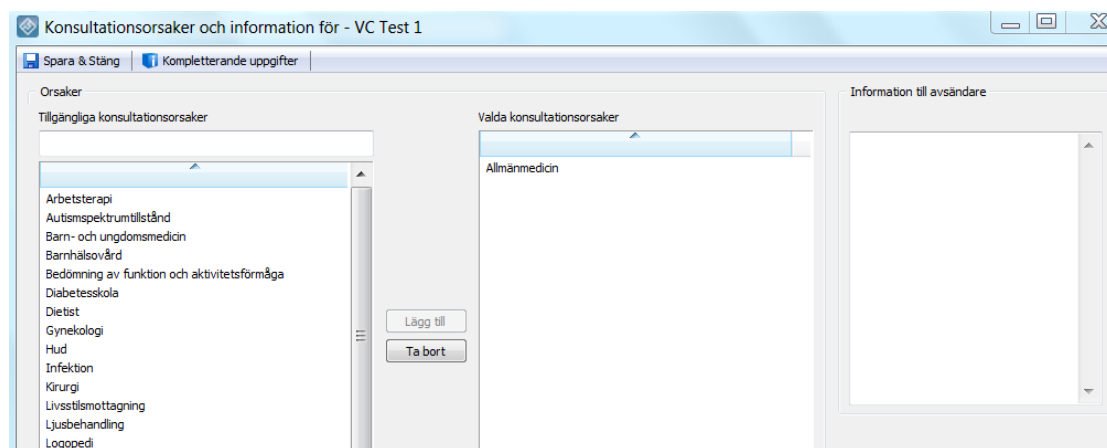 Konsultationsorsaker och information för - VC Test 1
Spara & Stäng
Kompletterande uppgifter
Orsaker
Tillgängliga konsultationsorsaker
Arbetsterapi
Autismspektrumtillstånd
Barn- och ungdomsmedicin
Barnhälsovård
Bedömning av funktion och aktivitetsförmåga
Diabetesskola
Dietist
Gynekologi
Hud
Infektion
Kirurgi
Livsstilsmottagning
Ljusbehandling
Logopedi
Lägg till
Ta bort
Valda konsultationsorsaker
Allmänmedicin
Information till avsändare